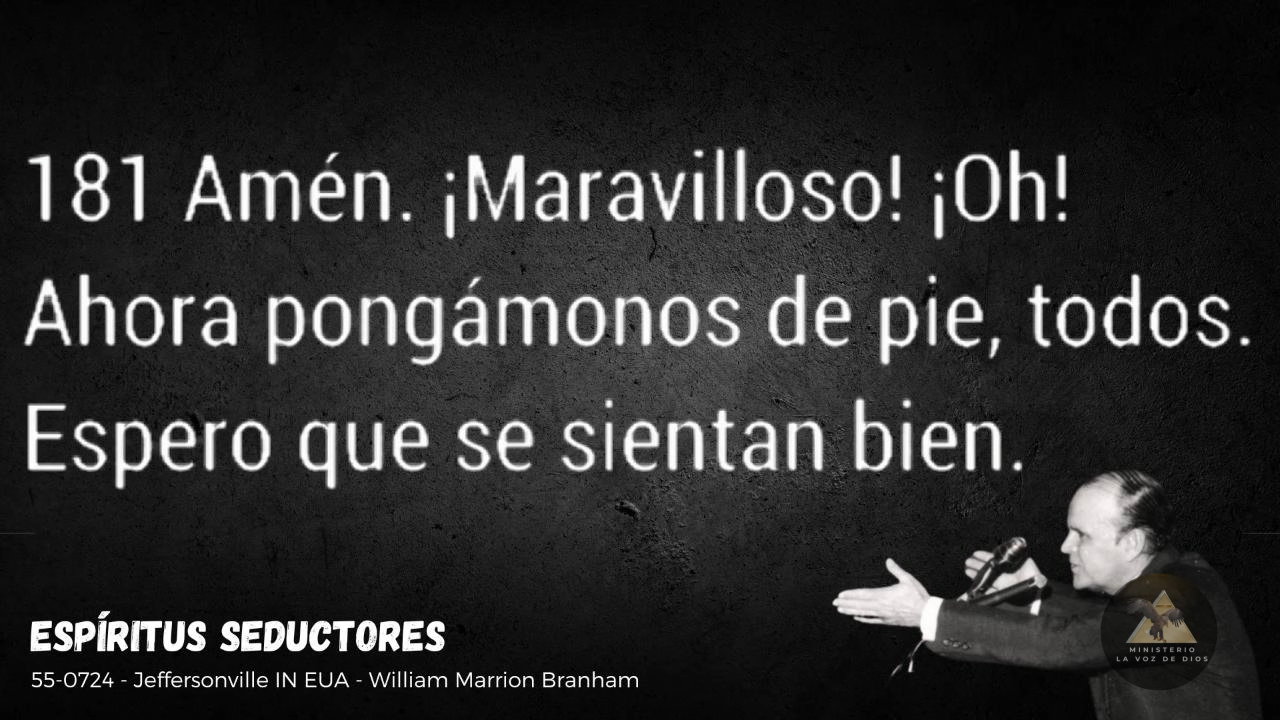 181 Amén. ¡Maravilloso! ¡Oh!
Ahora pongámonos de pie, todos.
Espero que se sientan bien.
ESPÍRITUS SEDUCTORES
55-0724 - Jeffersonville IN EUA - William Marrion Branham
MINISTERIO
LA VOZ DE DIOS